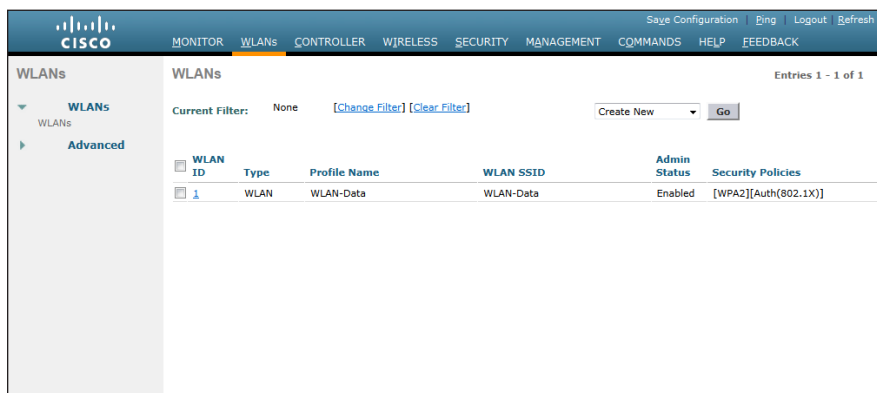 Save Configuration | Ping | Logout | Refresh
CISCO
MONITOR WLANs CONTROLLER WIRELESS SECURITY MANAGEMENT COMMANDS HELP FEEDBACK
WLANs
WLANs
WLANs
Advanced
WLANs
Entries 1 - 1 of 1
Current Filter: None [Change Filter] [Clear Filter]
Create New Go
WLAN ID Type Profile Name WLAN SSID Admin Status Security Policies
1 WLAN WLAN-Data WLAN-Data Enabled [WPA2][Auth(802.1X)]